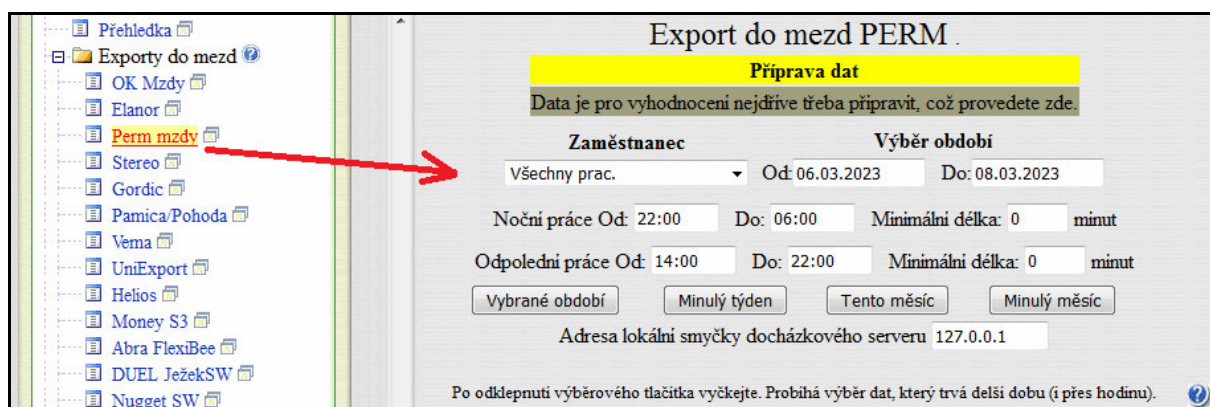 Přehledka
Exporty do mezd
OK Mzdy
Elanor
Perm mzdy
Stereo
Gordic
Pamica/Pohoda
Vema
UniExport
Helios
Money S3
Abra FlexiBee
DUEL JežekSW
Nugget SW
Export do mezd PERM .
Příprava dat
Data je pro vyhodnocení nejdříve třeba připravit, což provedete zde.
Zaměstnanec Výběr období
Všechny prac. Od: 06.03.2023 Do: 08.03.2023
Noční práce Od: 22:00 Do: 06:00 Minimální délka: 0 minut
Odpolední práce Od: 14:00 Do: 22:00 Minimální délka: 0 minut
Vybrané období Minulý týden Tento měsíc Minulý měsíc
Adresa lokální smyčky docházkového serveru 127.0.0.1
Po odklepnutí výběrového tlačítka vyčkejte. Probíhá výběr dat, který trvá delší dobu (i přes hodinu).